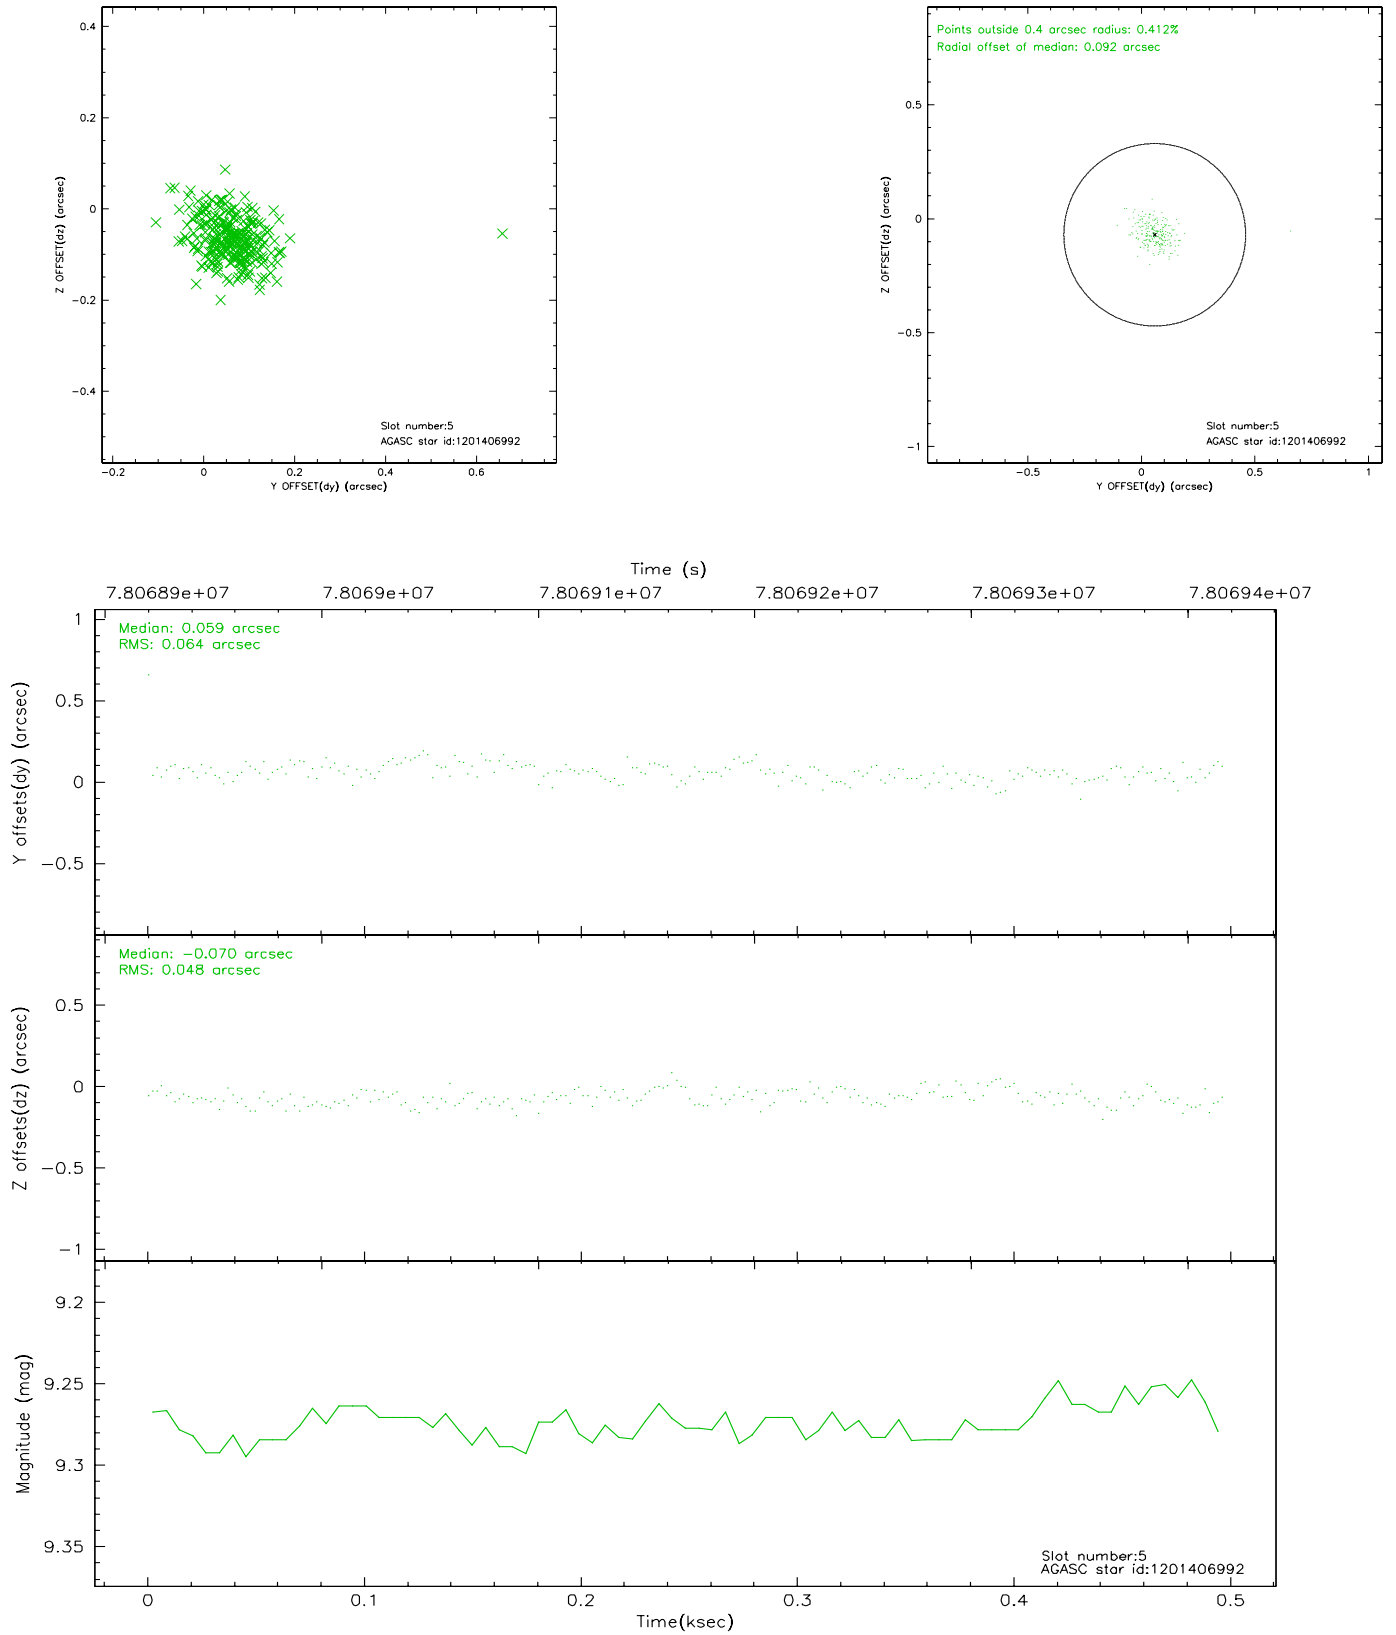 0.4
0.2
0
−0.2
−0.4
Z OFFSET(dz) (arcsec)
Slot number:5
AGASC star id:1201406992
−0.2
0
0.2
0.4
0.6
Y OFFSET(dy) (arcsec)
Points outside 0.4 arcsec radius: 0.412%
Radial offset of median: 0.092 arcsec
0.5
0
−0.5
−1
Z OFFSET(dz) (arcsec)
Slot number:5
AGASC star id:1201406992
−0.5
0
0.5
1
Y OFFSET(dy) (arcsec)
Time (s)
7.80689e+07
7.8069e+07
7.80691e+07
7.80692e+07
7.80693e+07
7.80694e+07
Median: 0.059 arcsec
RMS: 0.064 arcsec
1
0.5
0
−0.5
Y offsets(dy) (arcsec)
Median: −0.070 arcsec
RMS: 0.048 arcsec
0.5
0
−0.5
−1
Z offsets(dz) (arcsec)
9.2
9.25
9.3
9.35
Magnitude (mag)
Slot number:5
AGASC star id:1201406992
0
0.1
0.2
0.3
0.4
0.5
Time(ksec)